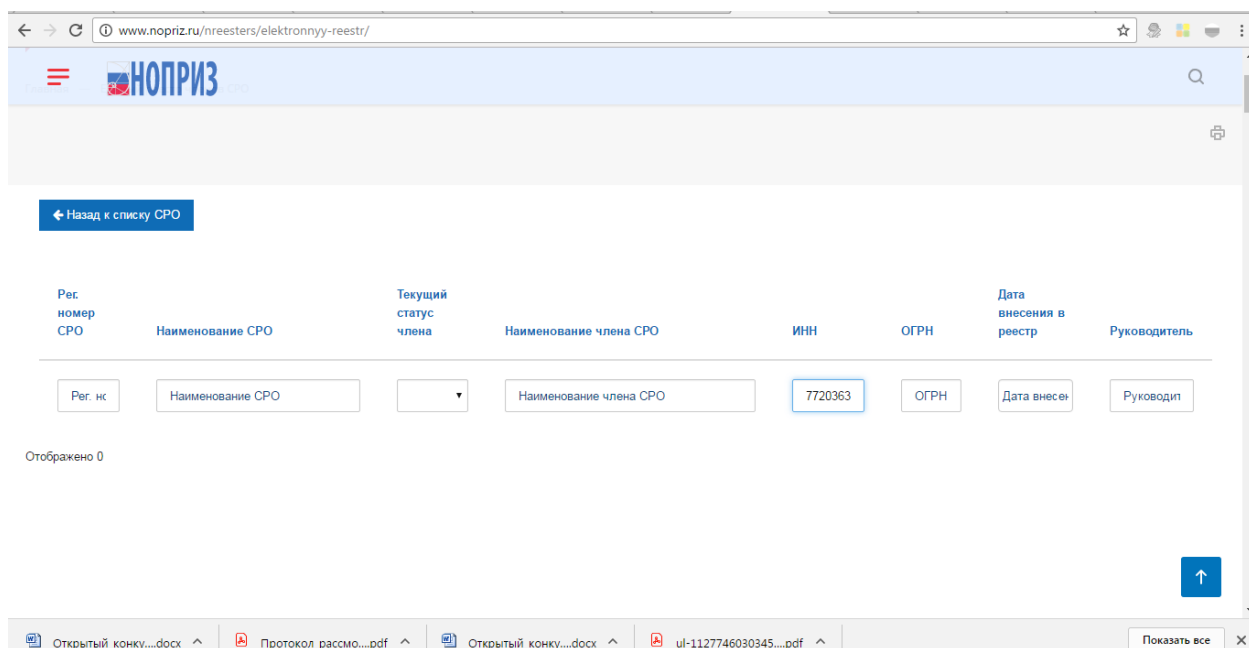 www.nopriz.ru/nreesters/elektronnyy-reestr/
НОПРИЗ
Назад к списку СРО
Рег. номер СРО
Наименование СРО
Текущий статус члена
Наименование члена СРО
ИНН
ОГРН
Дата внесения в реестр
Руководитель
Рег. но
Наименование СРО
Наименование члена СРО
7720363
ОГРН
Дата внесен
Руководит
Отображено 0
Открытый конку....docx
Протокол рассмо....pdf
Открытый конку....docx
ul-1127746030345....pdf
Показать все